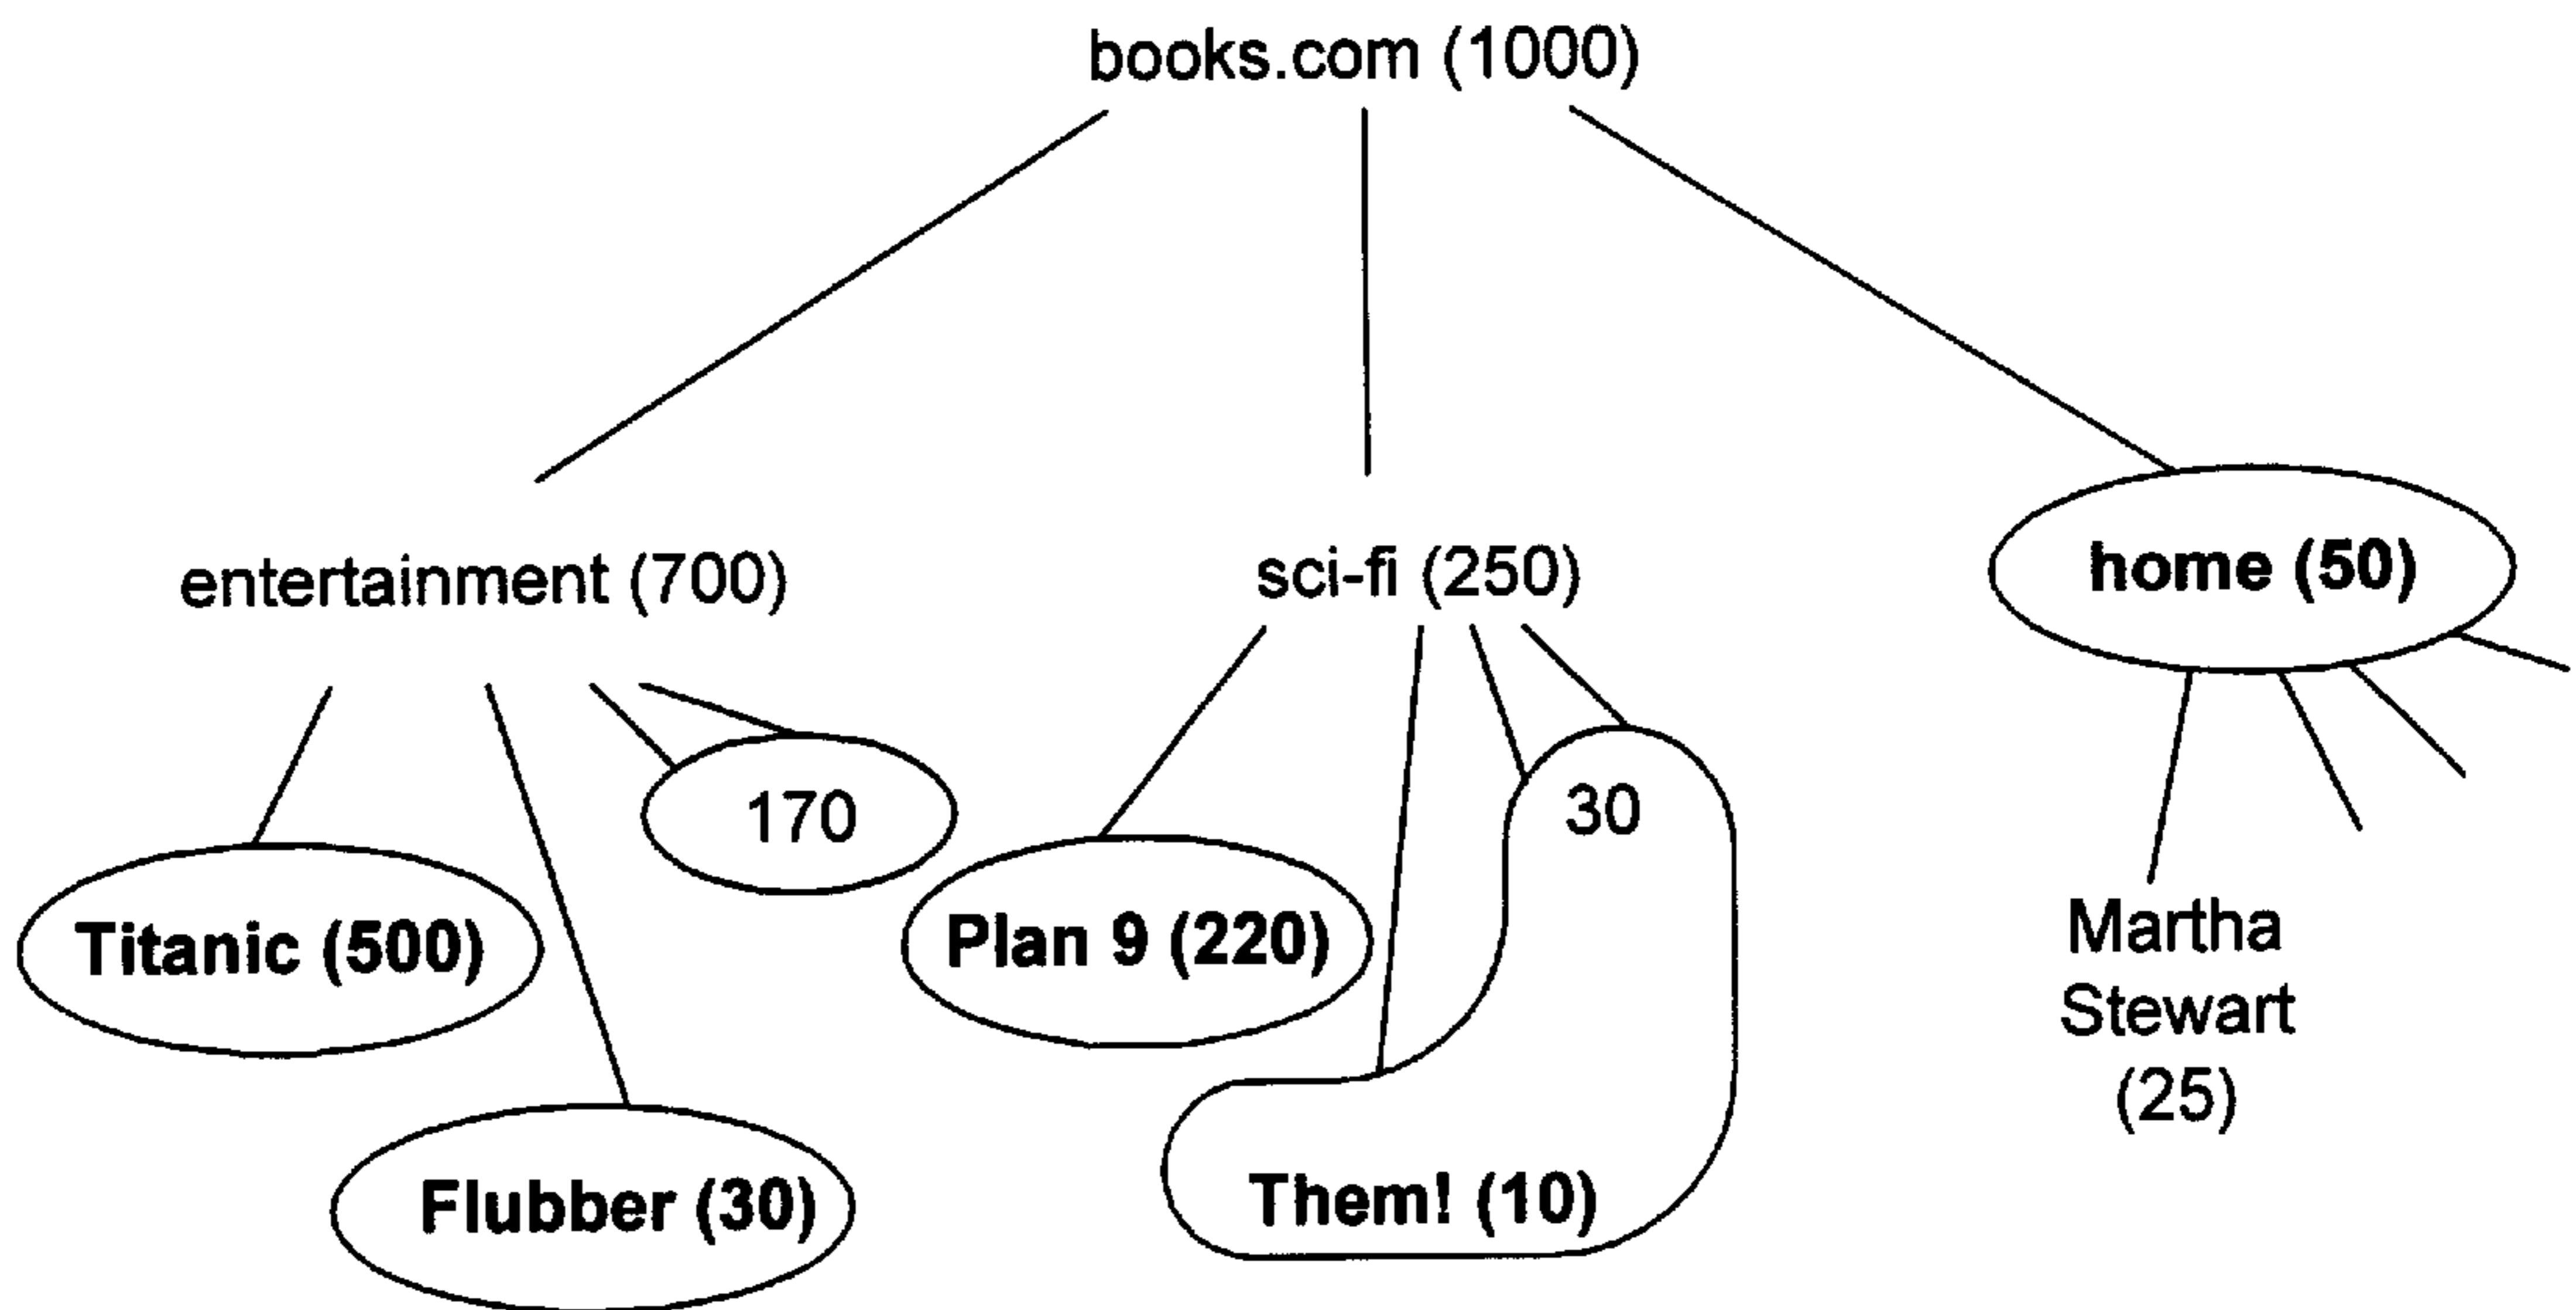 books.com (1000)
entertainment (700)
sci-fi (250)
home (50)
170
30
Titanic (500)
Plan 9 (220)
Martha
Stewart
(25)
Flubber (30)
Them! (10)